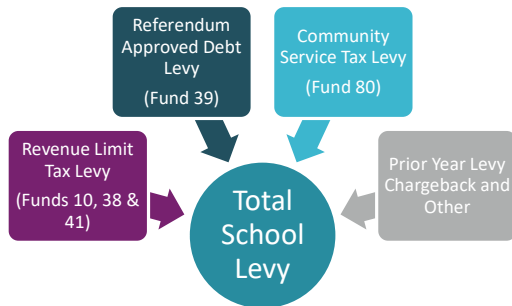 Referendum
Approved Debt
Levy
(Fund 39)
Community
Service Tax Levy
(Fund 80)
Revenue Limit
Tax Levy
(Funds 10, 38 &
41)
Prior Year Levy
Chargeback and
Other
Total
School
Levy